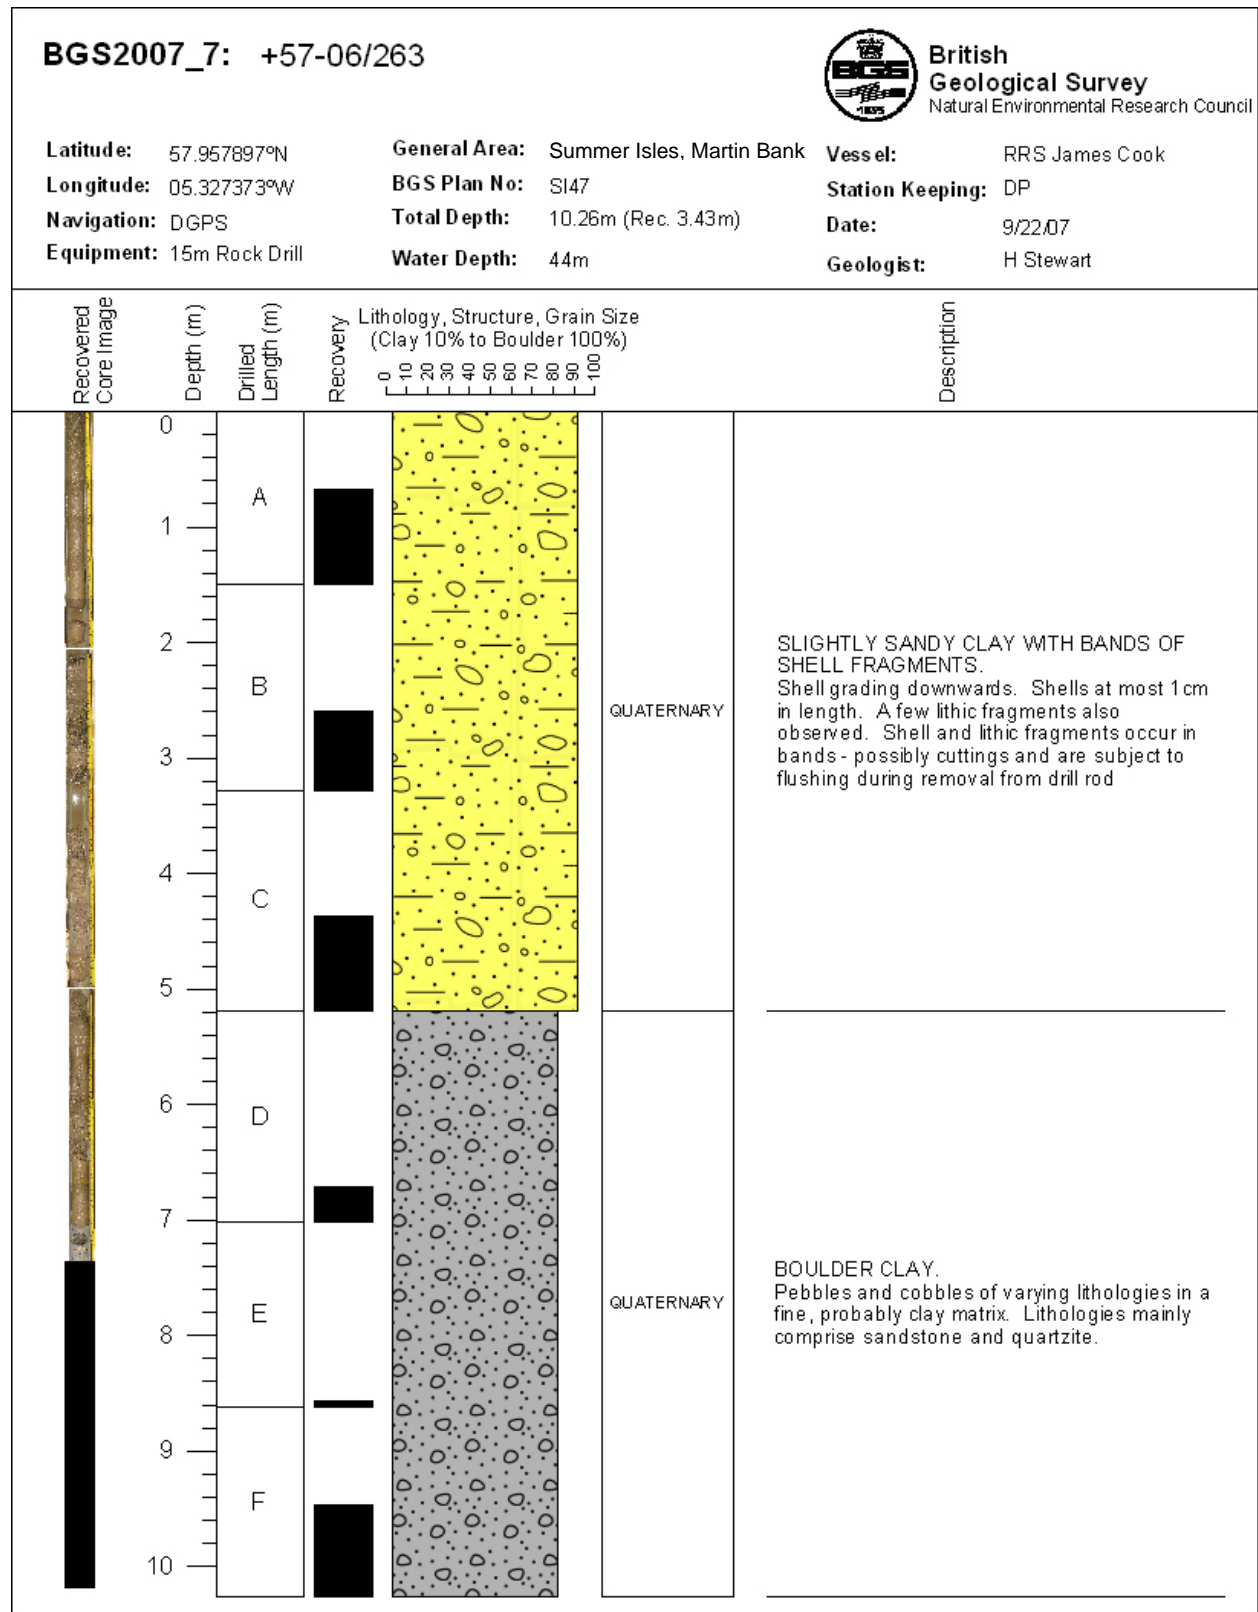 BGS2007_7: +57-06/263
British
Geological Survey
Natural Environmental Research Council
BGS
1835
Latitude: 57.957897ºN
Longitude: 05.327373ºW
Navigation: DGPS
Equipment: 15m Rock Drill
General Area: Summer Isles, Martin Bank
BGS Plan No: SI47
Total Depth: 10.26m (Rec. 3.43m)
Water Depth: 44m
Vessel: RRS James Cook
Station Keeping: DP
Date: 9/22/07
Geologist: H Stewart
Recovered
Core Image
Depth (m)
Drilled
Length (m)
Recovery
Lithology, Structure, Grain Size
(Clay 10% to Boulder 100%)
0 10 20 30 40 50 60 70 80 90 100
Description
0
1
2
3
4
5
6
7
8
9
10
A
B
C
D
E
F
QUATERNARY
SLIGHTLY SANDY CLAY WITH BANDS OF
SHELL FRAGMENTS.
Shell grading downwards. Shells at most 1cm
in length. A few lithic fragments also
observed. Shell and lithic fragments occur in
bands - possibly cuttings and are subject to
flushing during removal from drill rod
QUATERNARY
BOULDER CLAY.
Pebbles and cobbles of varying lithologies in a
fine, probably clay matrix. Lithologies mainly
comprise sandstone and quartzite.